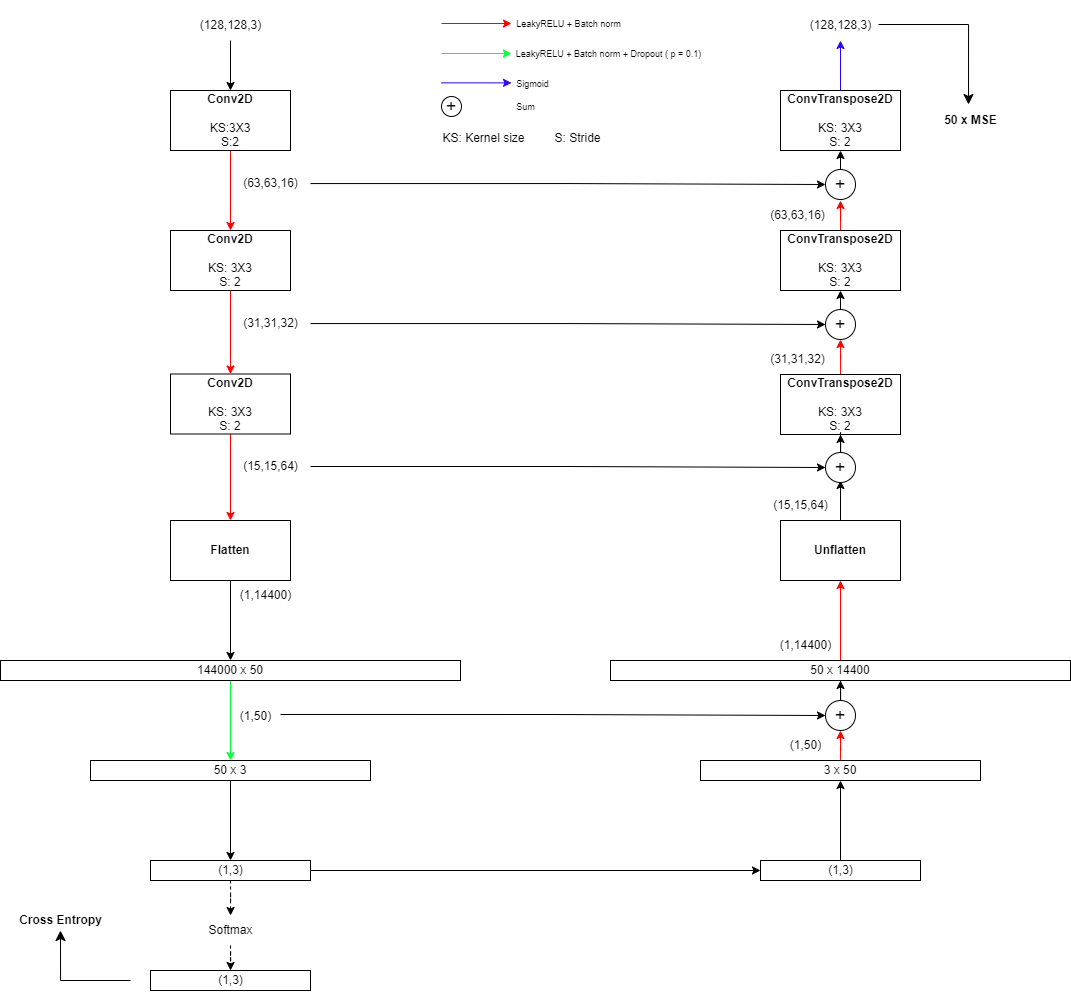 (128,128,3)
Conv2D
KS:3X3
S:2
(63,63,16)
Conv2D
KS: 3X3
S: 2
(31,31,32)
Conv2D
KS: 3X3
S: 2
(15,15,64)
Flatten
(1,14400)
144000 x 50
(1,50)
50 x 3
(1,3)
Softmax
(1,3)
Cross Entropy
LeakyRELU + Batch norm
LeakyRELU + Batch norm + Dropout ( p = 0.1)
Sigmoid
+
Sum
KS: Kernel size
S: Stride
(128,128,3)
50 x MSE
ConvTranspose2D
KS: 3X3
S: 2
+
(63,63,16)
ConvTranspose2D
KS: 3X3
S: 2
+
(31,31,32)
ConvTranspose2D
KS: 3X3
S: 2
+
(15,15,64)
Unflatten
(1,14400)
50 x 14400
+
(1,50)
3 x 50
(1,3)